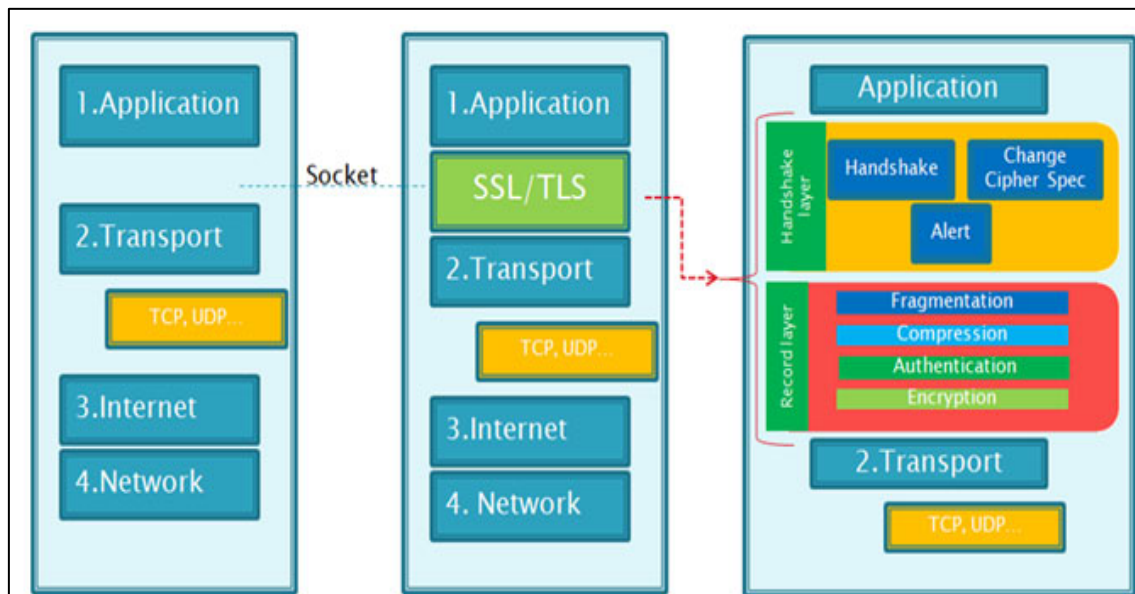 1.Application
2.Transport
TCP, UDP...
3.Internet
4.Network
Socket
1.Application
SSL/TLS
2.Transport
TCP, UDP...
3.Internet
4. Network
Application
Handshake
layer
Handshake
Change
Cipher Spec
Alert
Record layer
Fragmentation
Compression
Authentication
Encryption
2.Transport
TCP, UDP...